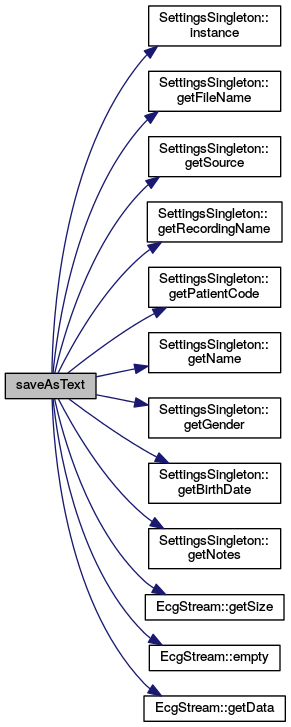 SettingsSingleton::
instance
SettingsSingleton::
getFileName
SettingsSingleton::
getSource
SettingsSingleton::
getRecordingName
SettingsSingleton::
getPatientCode
saveAsText
SettingsSingleton::
getName
SettingsSingleton::
getGender
SettingsSingleton::
getBirthDate
SettingsSingleton::
getNotes
EcgStream::getSize
EcgStream::empty
EcgStream::getData